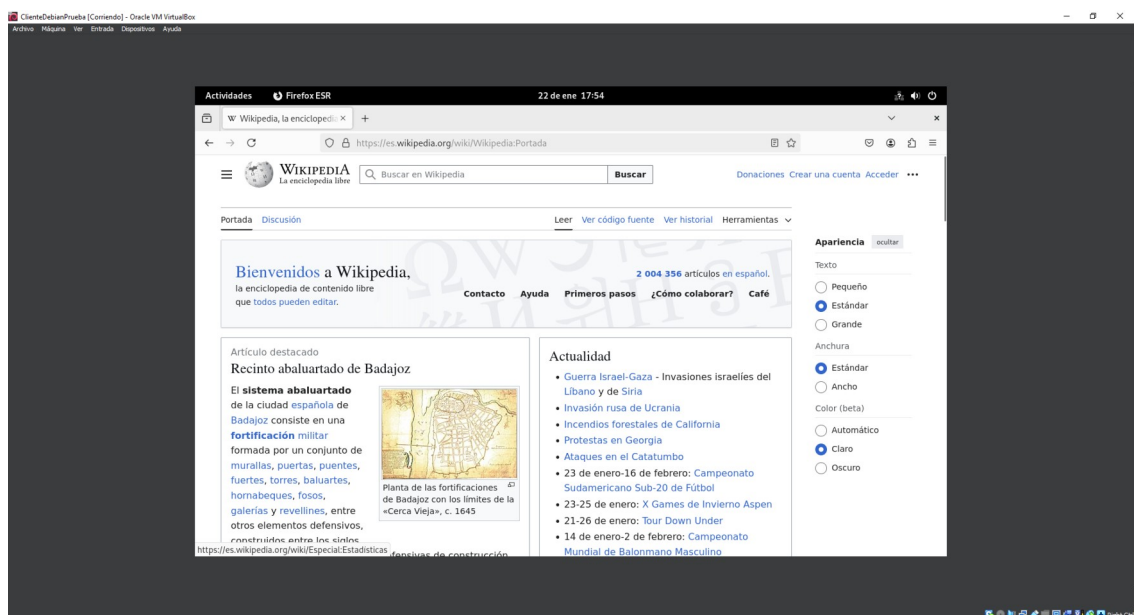 ClienteDebianPrueba [Corriendo] - Oracle VM VirtualBox
Archivo Máquina Ver Entrada Dispositivos Ayuda
Actividades Firefox ESR 22 de ene 17:54
W Wikipedia, la enciclopedi
https://es.wikipedia.org/wiki/Wikipedia:Portada
WIKIPEDIA
La enciclopedia libre
Buscar en Wikipedia Buscar
Donaciones Crear una cuenta Acceder
Portada Discusión Leer Ver código fuente Ver historial Herramientas
Bienvenidos a Wikipedia,
la enciclopedia de contenido libre
que todos pueden editar.
2 004 356 artículos en español.
Contacto Ayuda Primeros pasos ¿Cómo colaborar? Café
Artículo destacado
Recinto abaluartado de Badajoz
El sistema abaluartado
de la ciudad española de
Badajoz consiste en una
fortificación militar
formada por un conjunto de
murallas, puertas, puentes,
fuertes, torres, baluartes,
hornabeques, fosos,
galerías y revellines, entre
otros elementos defensivos,
construidos entre los siglos
defensivas de construcción
Planta de las fortificaciones
de Badajoz con los límites de la
«Cerca Vieja», c. 1645
Actualidad
• Guerra Israel-Gaza - Invasiones israelíes del
Líbano y de Siria
• Invasión rusa de Ucrania
• Incendios forestales de California
• Protestas en Georgia
• Ataques en el Catatumbo
• 23 de enero-16 de febrero: Campeonato
Sudamericano Sub-20 de Fútbol
• 23-25 de enero: X Games de Invierno Aspen
• 21-26 de enero: Tour Down Under
• 14 de enero-2 de febrero: Campeonato
Mundial de Balonmano Masculino
Apariencia ocultar
Texto
Pequeño
Estándar
Grande
Anchura
Estándar
Ancho
Color (beta)
Automático
Claro
Oscuro
https://es.wikipedia.org/wiki/Especial:Estadísticas